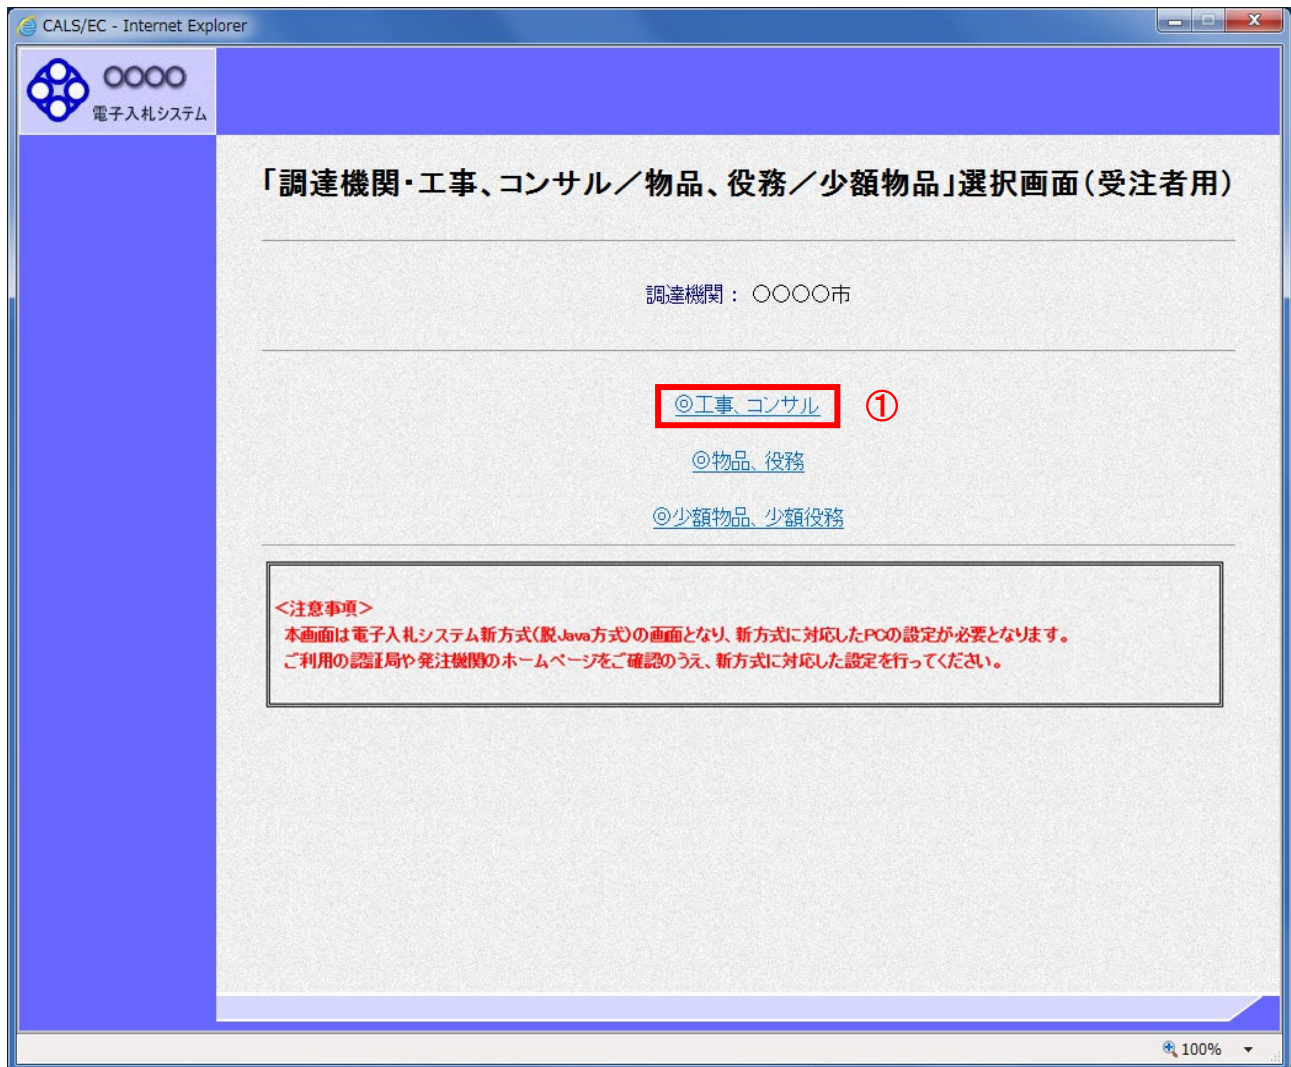 CALS/EC - Internet Explorer
〇〇〇〇
電子入札システム
「調達機関・工事、コンサル／物品、役務／少額物品」選択画面（受注者用）
調達機関： 〇〇〇〇市
◎工事、コンサル ①
◎物品、役務
◎少額物品、少額役務
＜注意事項＞
本画面は電子入札システム新方式(脱Java方式)の画面となり、新方式に対応したPCの設定が必要となります。
ご利用の認証局や発注機関のホームページをご確認のうえ、新方式に対応した設定を行ってください。
100%